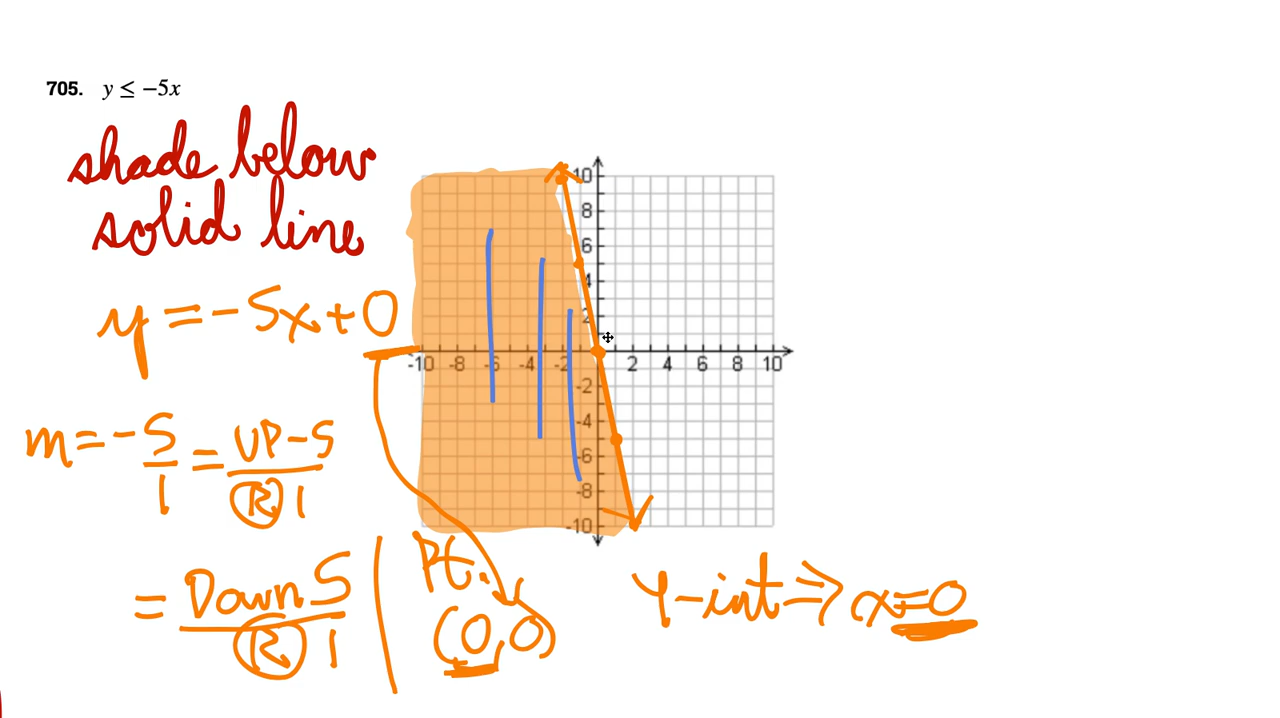 705. y ≤ −5x
shade below
solid line
y = -5x+0
m = -5/1 = UP-5/Ⓡ 1
= Down 5/Ⓡ 1
Pt.
(0,0)
Y-int ⇒ x=0
10
8
6
4
2
-10 -8 -6 -4 -2 2 4 6 8 10
-2
-4
-6
-8
-10